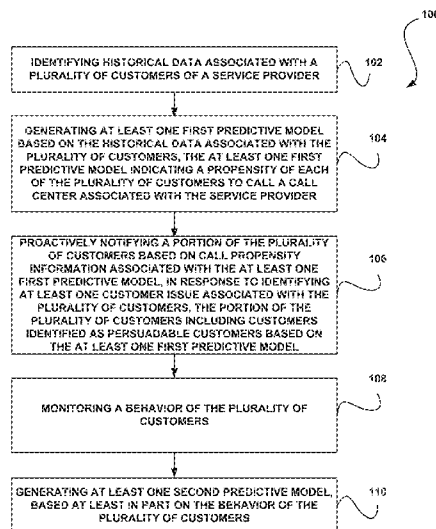 100
IDENTIFYING HISTORICAL DATA ASSOCIATED WITH A
PLURALITY OF CUSTOMERS OF A SERVICE PROVIDER
102
GENERATING AT LEAST ONE FIRST PREDICTIVE MODEL
BASED ON THE HISTORICAL DATA ASSOCIATED WITH THE
PLURALITY OF CUSTOMERS, THE AT LEAST ONE FIRST
PREDICTIVE MODEL INDICATING A PROPENSITY OF EACH
OF THE PLURALITY OF CUSTOMERS TO CALL A CALL
CENTER ASSOCIATED WITH THE SERVICE PROVIDER
104
PROACTIVELY NOTIFYING A PORTION OF THE PLURALITY
OF CUSTOMERS BASED ON CALL PROPENSITY
INFORMATION ASSOCIATED WITH THE AT LEAST ONE
FIRST PREDICTIVE MODEL, IN RESPONSE TO IDENTIFYING
AT LEAST ONE CUSTOMER ISSUE ASSOCIATED WITH THE
PLURALITY OF CUSTOMERS, THE PORTION OF THE
PLURALITY OF CUSTOMERS INCLUDING CUSTOMERS
IDENTIFIED AS PERSUADABLE CUSTOMERS BASED ON
THE AT LEAST ONE FIRST PREDICTIVE MODEL
106
MONITORING A BEHAVIOR OF THE PLURALITY OF
CUSTOMERS
108
GENERATING AT LEAST ONE SECOND PREDICTIVE MODEL,
BASED AT LEAST IN PART ON THE BEHAVIOR OF THE
PLURALITY OF CUSTOMERS
110